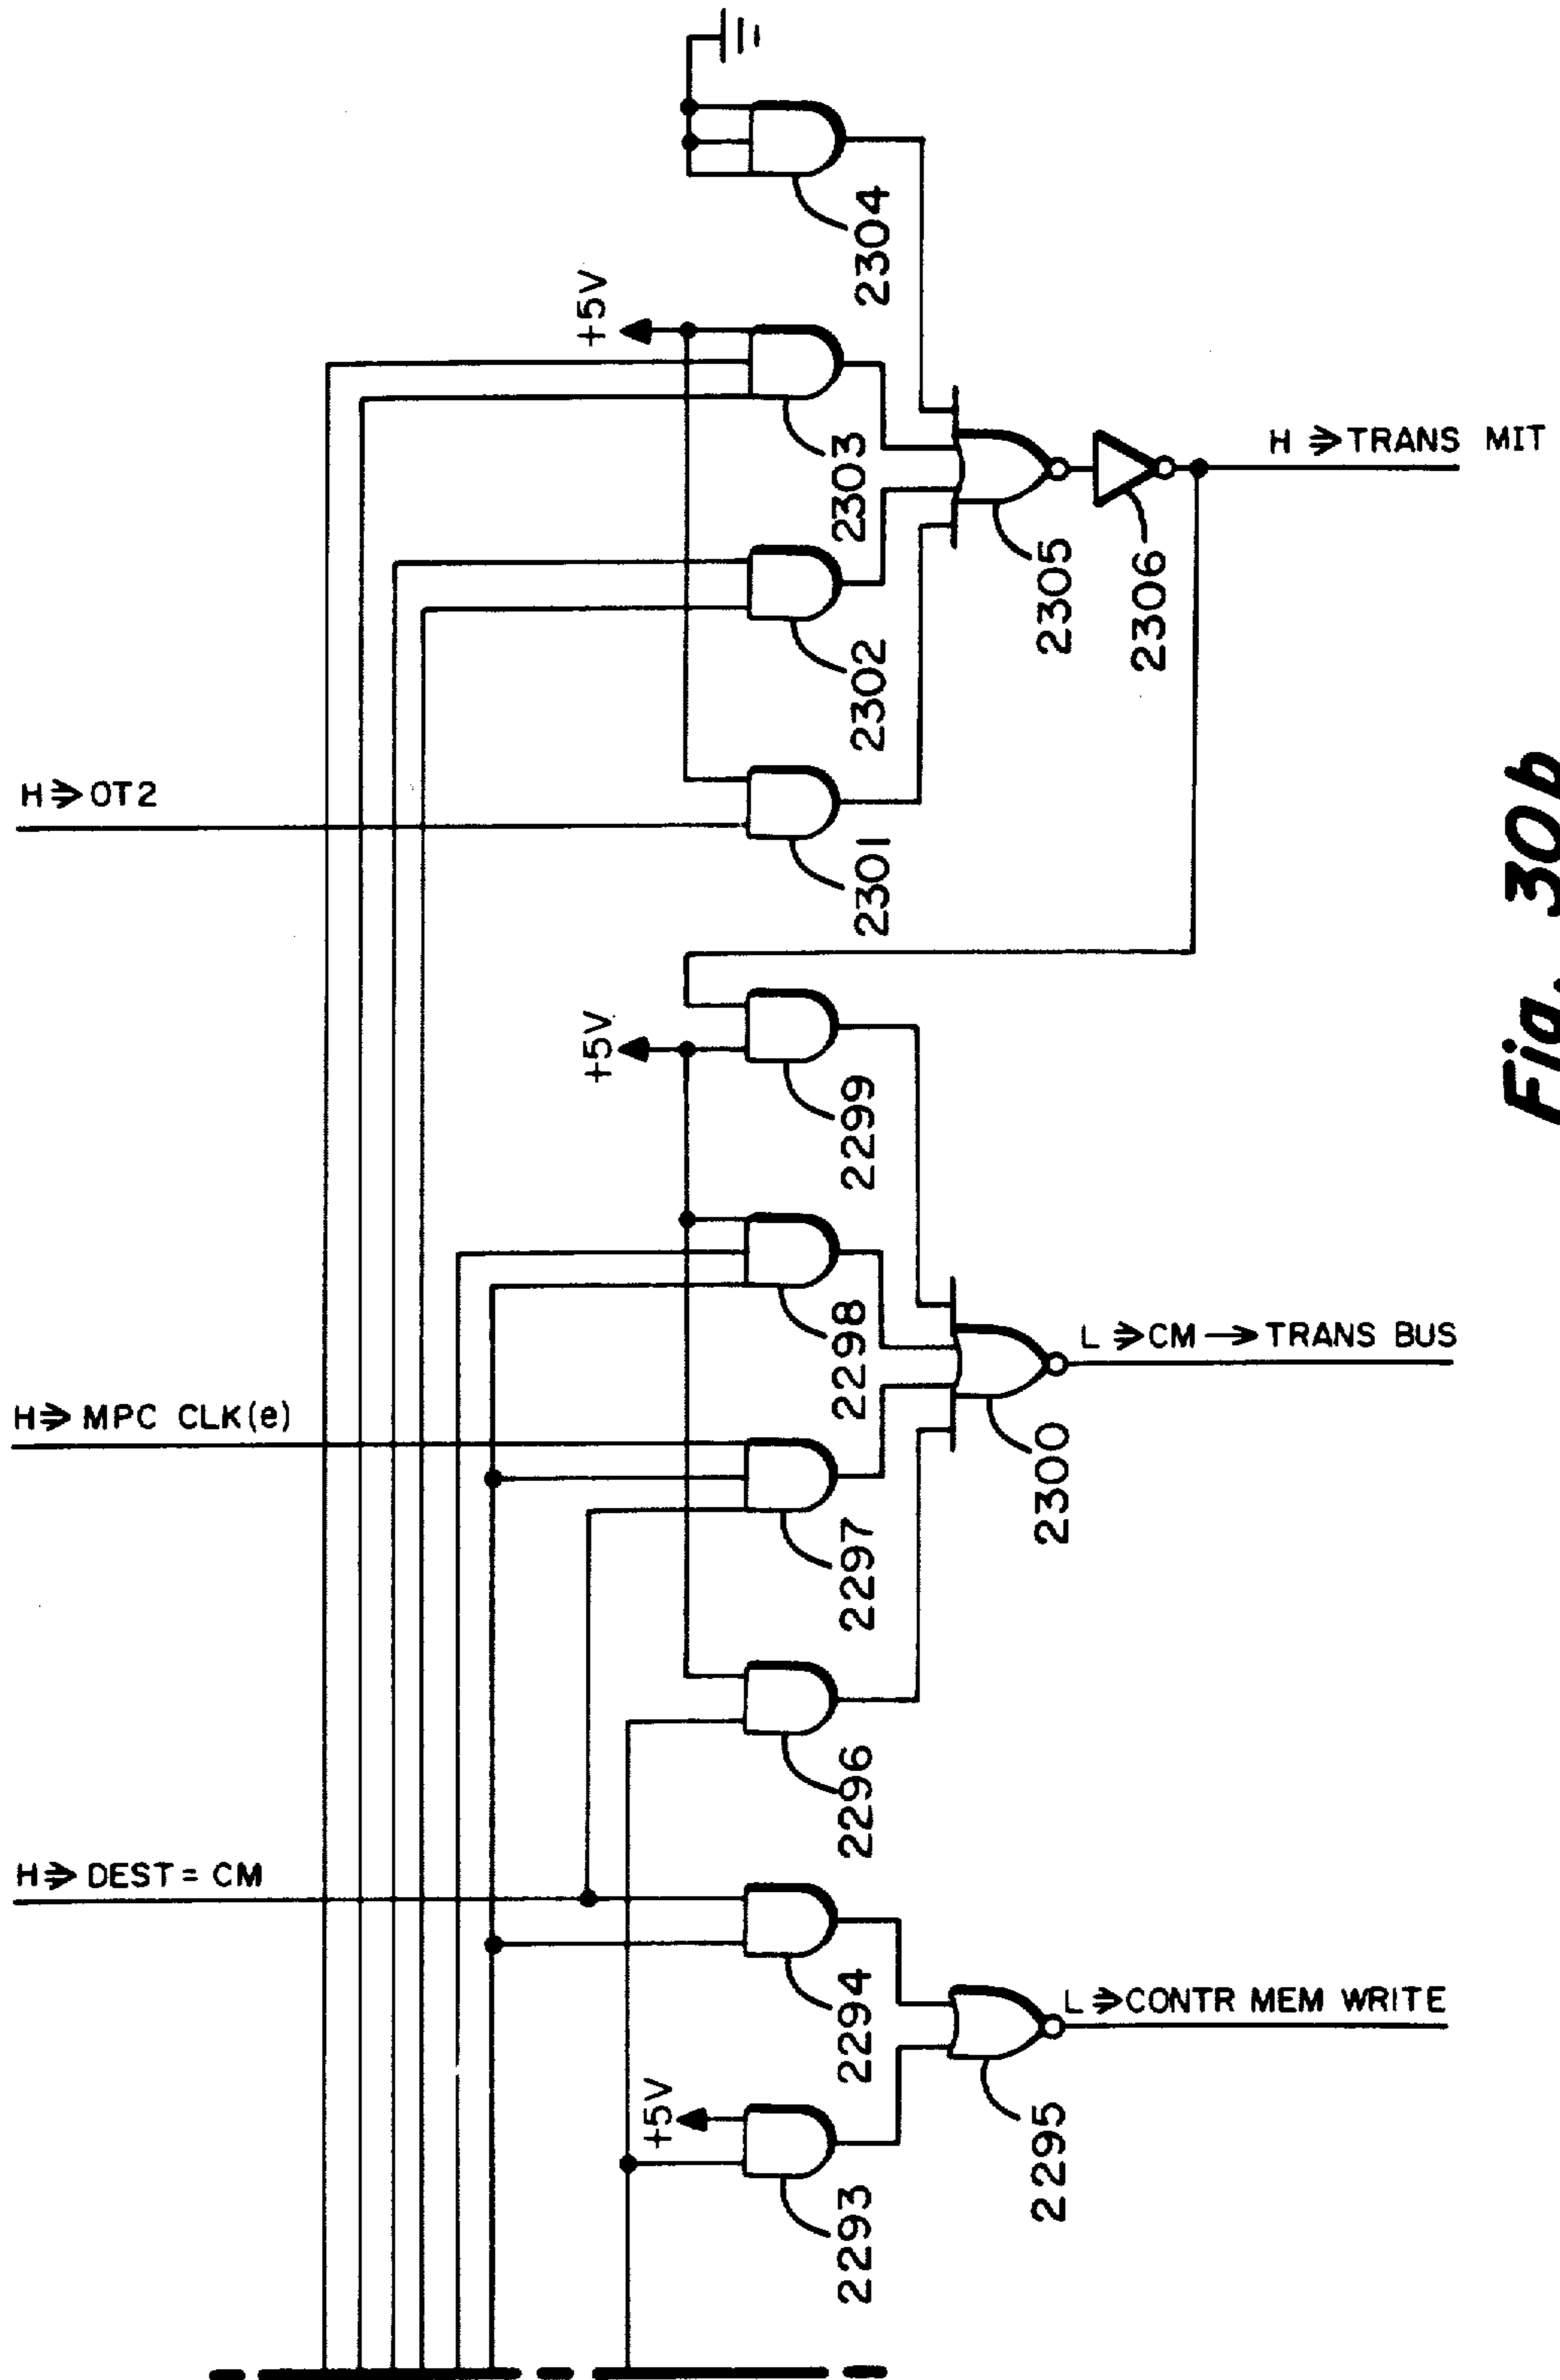 2304
+5V
2303
H ⇒ TRANS MIT
2305
2306
2302
H ⇒ OT2
2301
+5V
2299
2298
L ⇒ CM → TRANS BUS
H ⇒ MPC CLK(e)
2300
2297
2296
H ⇒ DEST = CM
2294
L ⇒ CONTR MEM WRITE
+5V
2295
2293
Fig. 30b